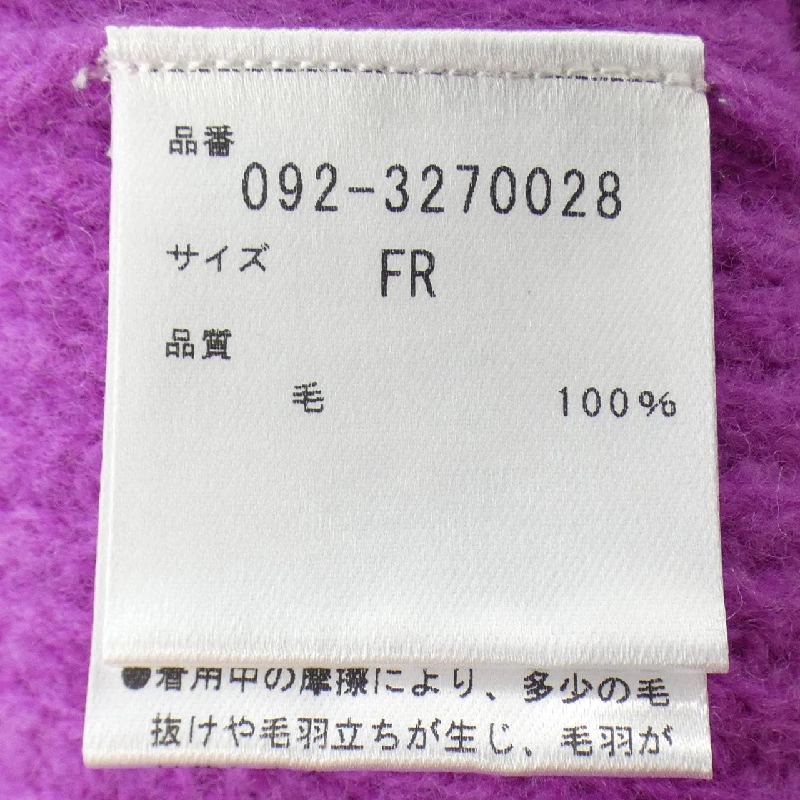 品番
092-3270028
サイズ FR
品質
毛 100%
●着用中の摩擦により、多少の毛
抜けや毛羽立ちが生じ、毛羽が